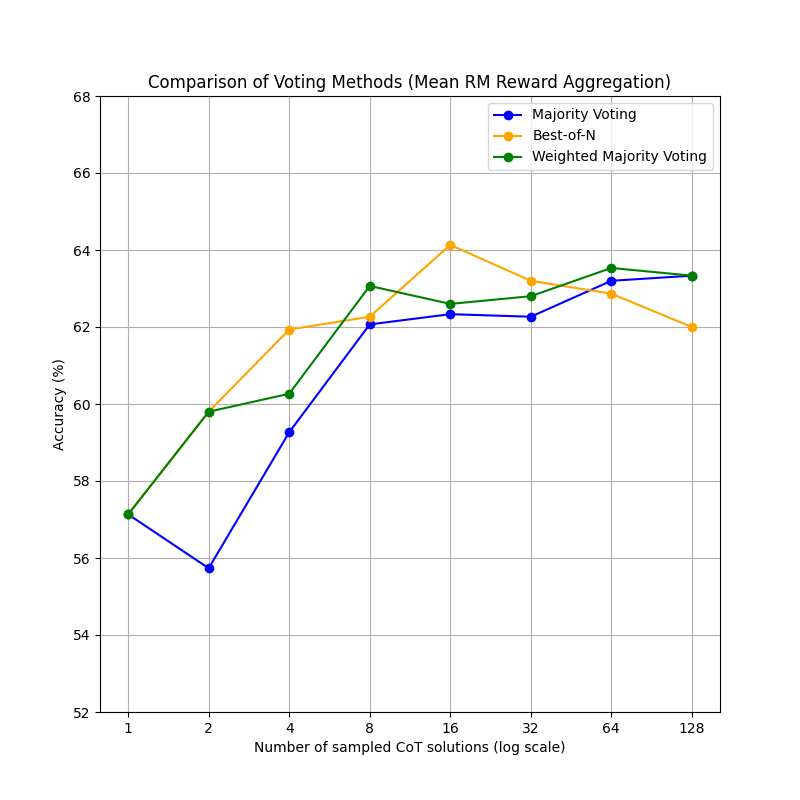 Comparison of Voting Methods (Mean RM Reward Aggregation)
68
66
64
62
60
58
56
54
52
Accuracy (%)
Majority Voting
Best-of-N
Weighted Majority Voting
1 2 4 8 16 32 64 128
Number of sampled CoT solutions (log scale)